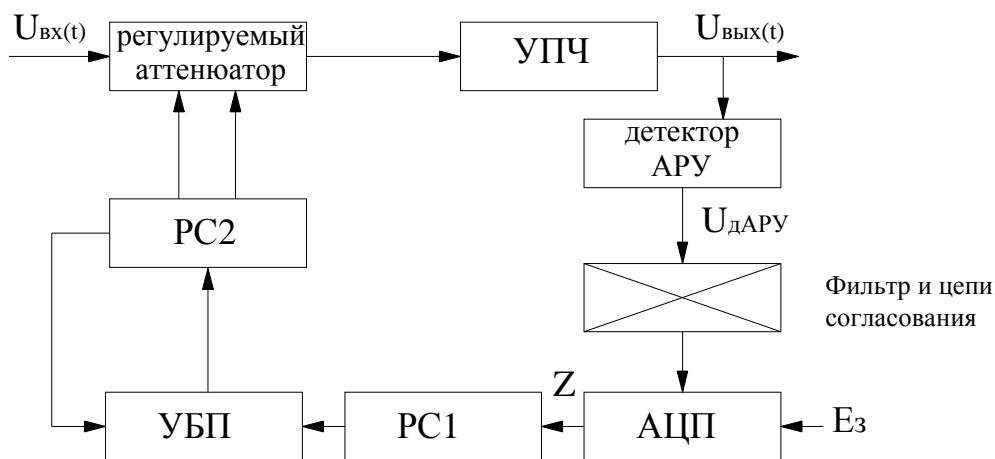 Uвх(t)
регулируемый
аттенюатор
УПЧ
Uвых(t)
детектор
АРУ
UдАРУ
РС2
Фильтр и цепи
согласования
УБП
РС1
Z
АЦП
Eз